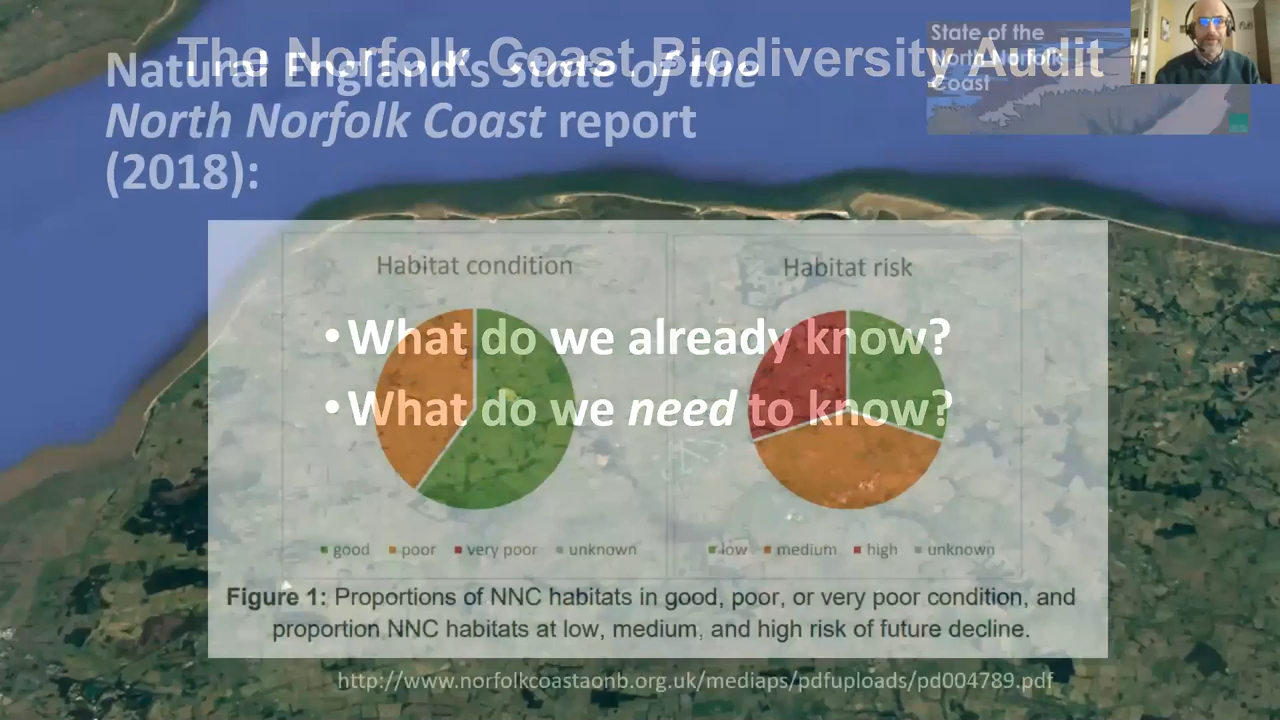 The Norfolk Coast Biodiversity Audit
Natural England's State of the
North Norfolk Coast report
(2018):
State of the
North Norfolk
Coast
Habitat condition
Habitat risk
• What do we already know?
• What do we need to know?
good poor very poor unknown
low medium high unknown
Figure 1: Proportions of NNC habitats in good, poor, or very poor condition, and
proportion NNC habitats at low, medium, and high risk of future decline.
http://www.norfolkcoastaonb.org.uk/mediaps/pdfuploads/pd004789.pdf